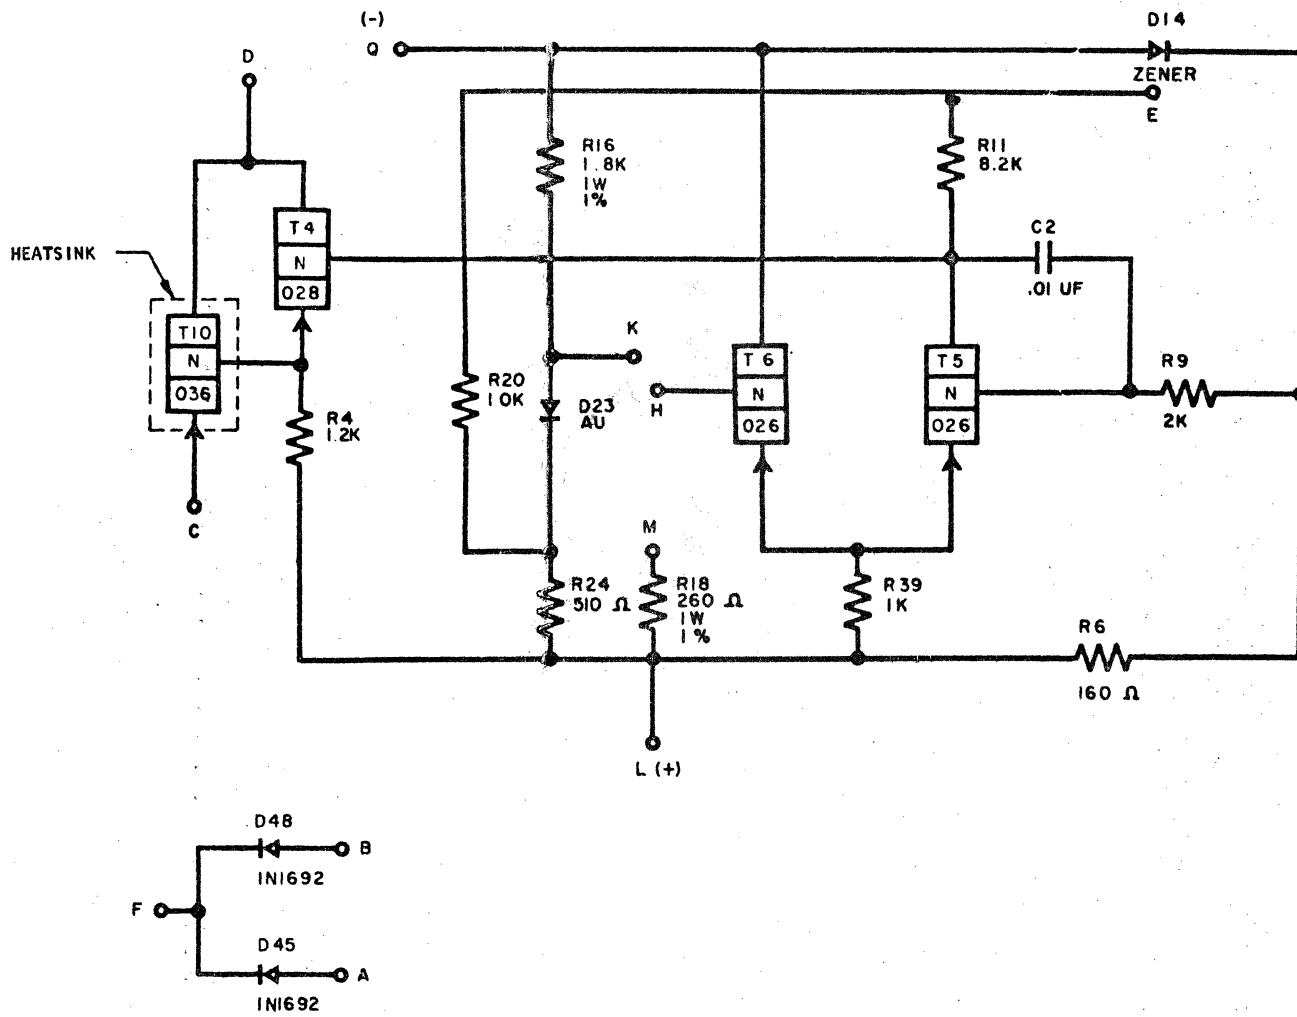 (-)
Q
D14
ZENER
E
D
R16
1.8K
1W
1%
R11
8.2K
T4
N
028
HEATSINK
C2
.01 UF
T10
N
036
K
T6
N
026
T5
N
026
R9
2K
R20
10K
D23
AU
H
R4
1.2K
C
M
R24
510 Ω
R18
260 Ω
1W
1%
R39
1K
R6
160 Ω
L (+)
D48
B
1N1692
F
D45
A
1N1692